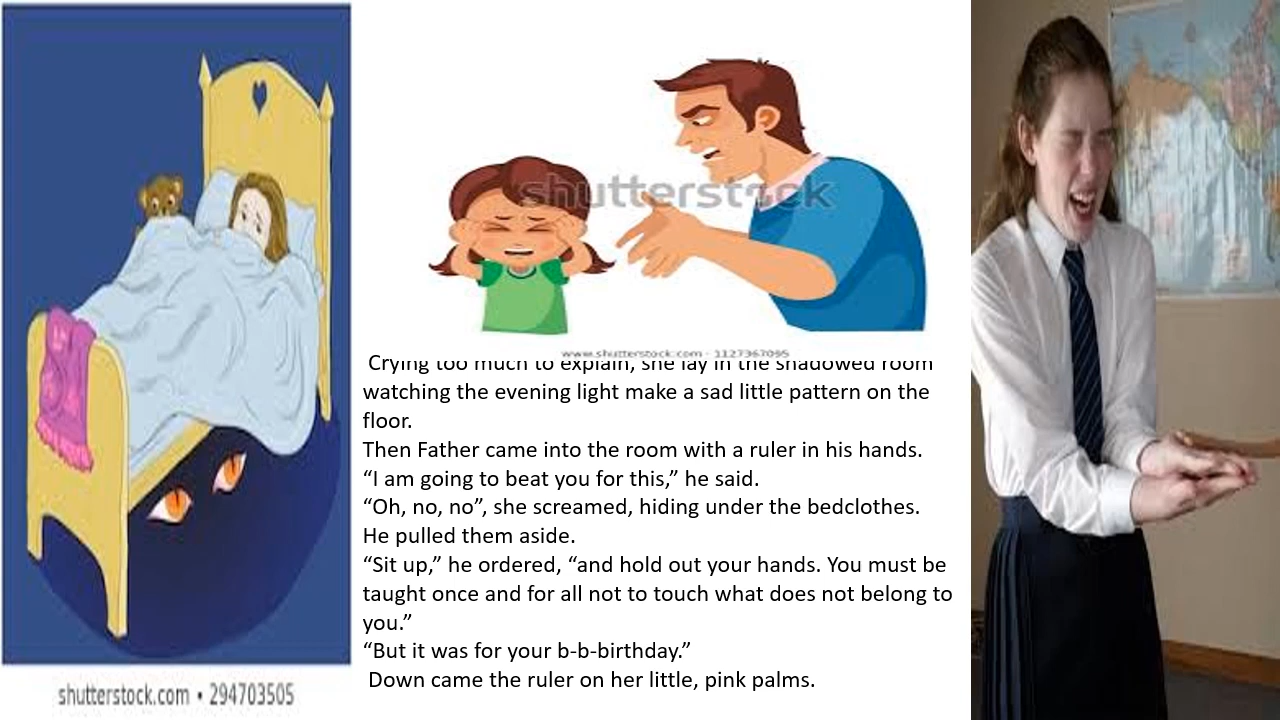 shutterstock
www.shutterstock.com · 1127367095
Crying too much to explain, she lay in the shadowed room
watching the evening light make a sad little pattern on the
floor.
Then Father came into the room with a ruler in his hands.
“I am going to beat you for this,” he said.
“Oh, no, no”, she screamed, hiding under the bedclothes.
He pulled them aside.
“Sit up,” he ordered, “and hold out your hands. You must be
taught once and for all not to touch what does not belong to
you.”
“But it was for your b-b-birthday.”
Down came the ruler on her little, pink palms.
shutterstock.com • 294703505